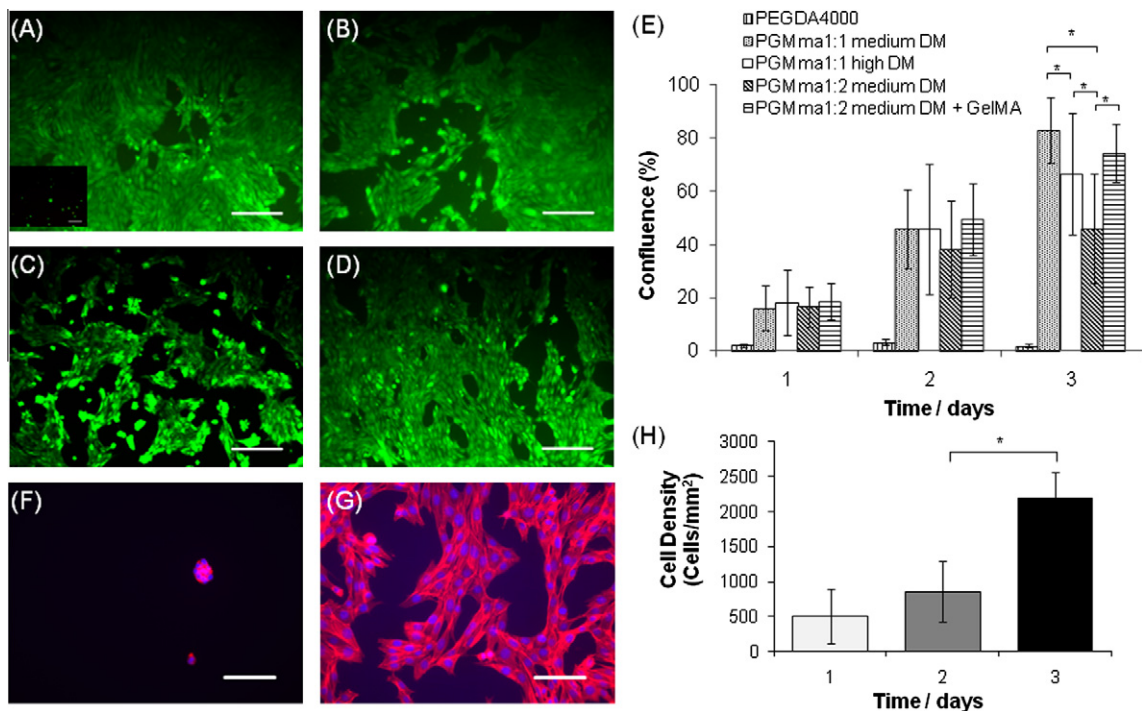 (A)
(B)
(C)
(D)
(F)
(G)
(E)
PEGDA4000
PGMma1:1 medium DM
PGMma1:1 high DM
PGMma1:2 medium DM
PGMma1:2 medium DM + GelMA
*
* * *
100
80
60
40
20
0
Confluence (%)
1 2 3
Time / days
(H)
3000
2500
2000
1500
1000
500
0
Cell Density
(Cells/mm²)
*
1 2 3
Time / days